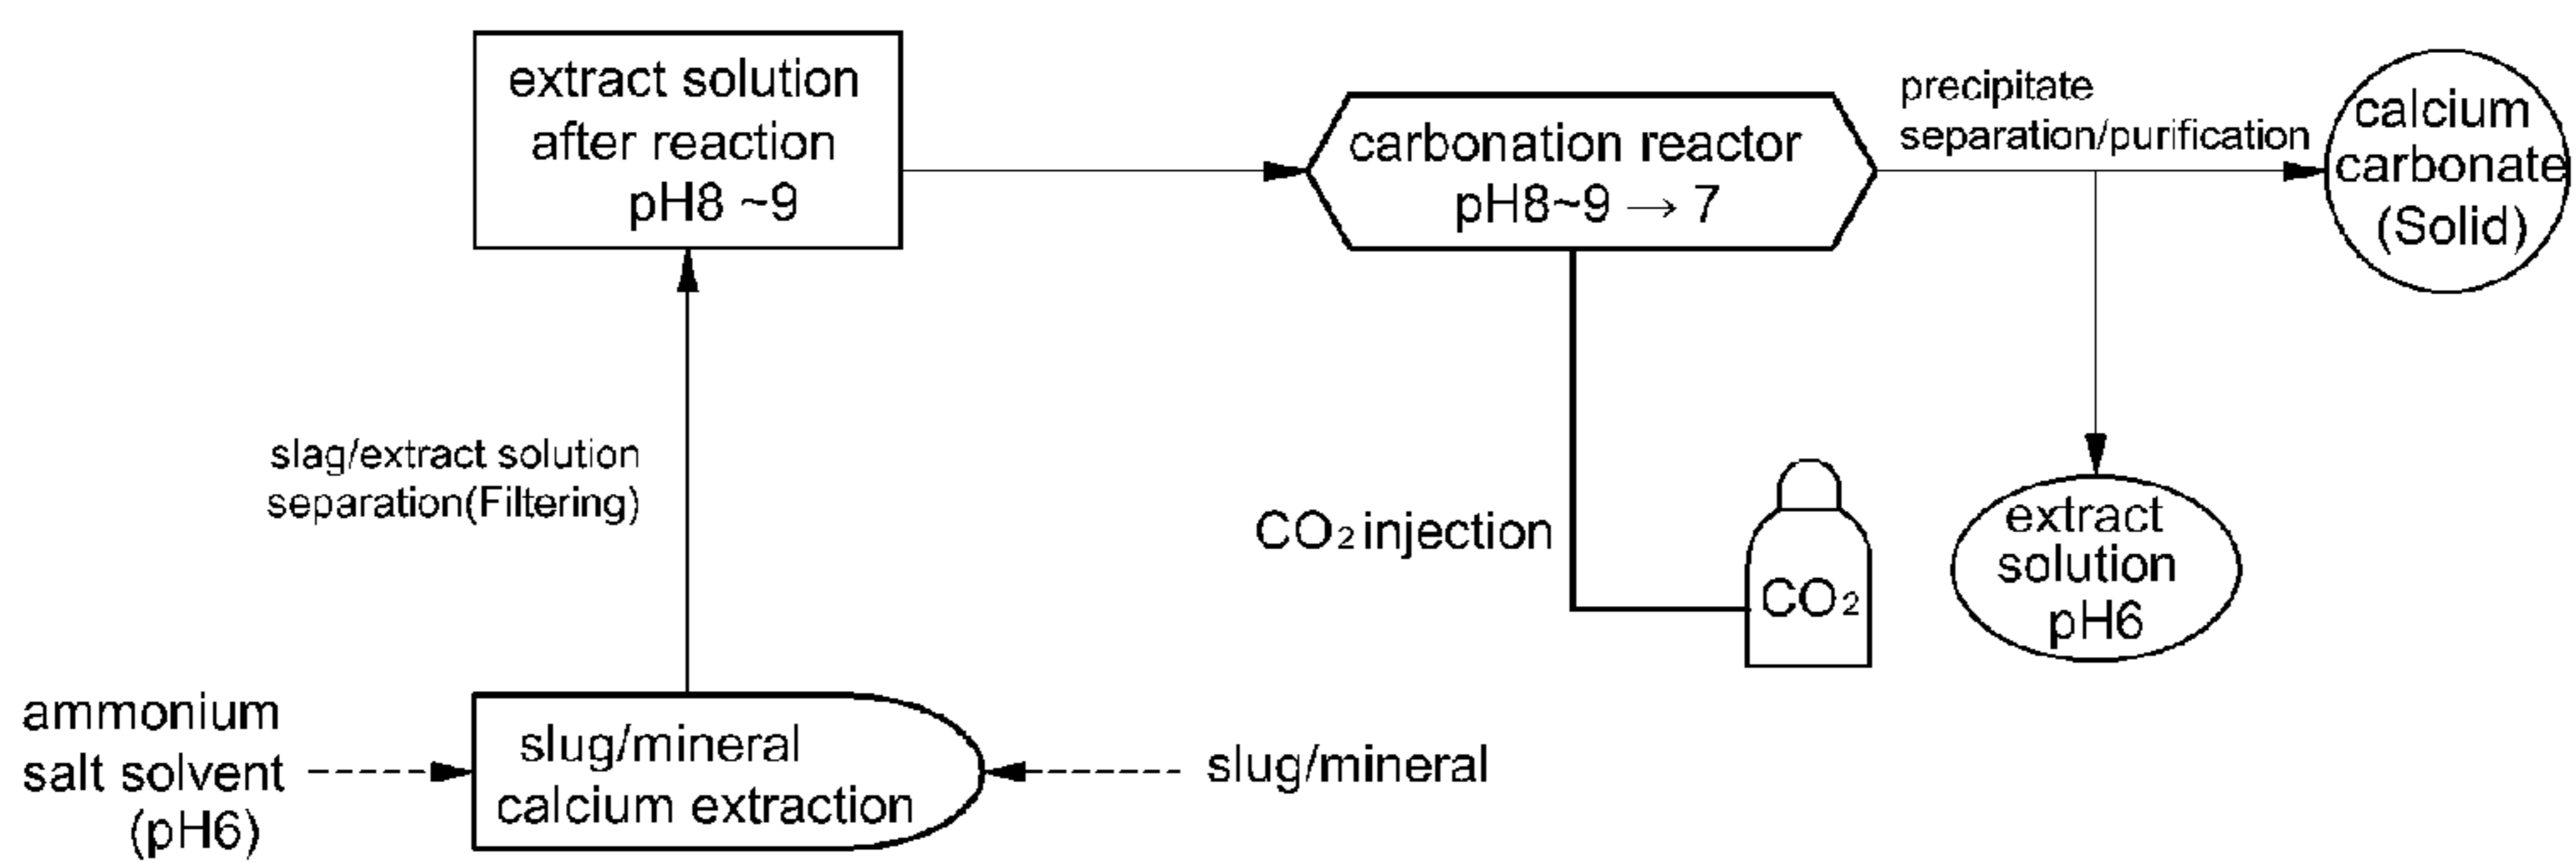 extract solution
after reaction
pH8 ~9
carbonation reactor
pH8~9 → 7
precipitate
separation/purification
calcium
carbonate
(Solid)
slag/extract solution
separation(Filtering)
CO₂ injection
CO₂
extract
solution
pH6
ammonium
salt solvent
(pH6)
slug/mineral
calcium extraction
slug/mineral